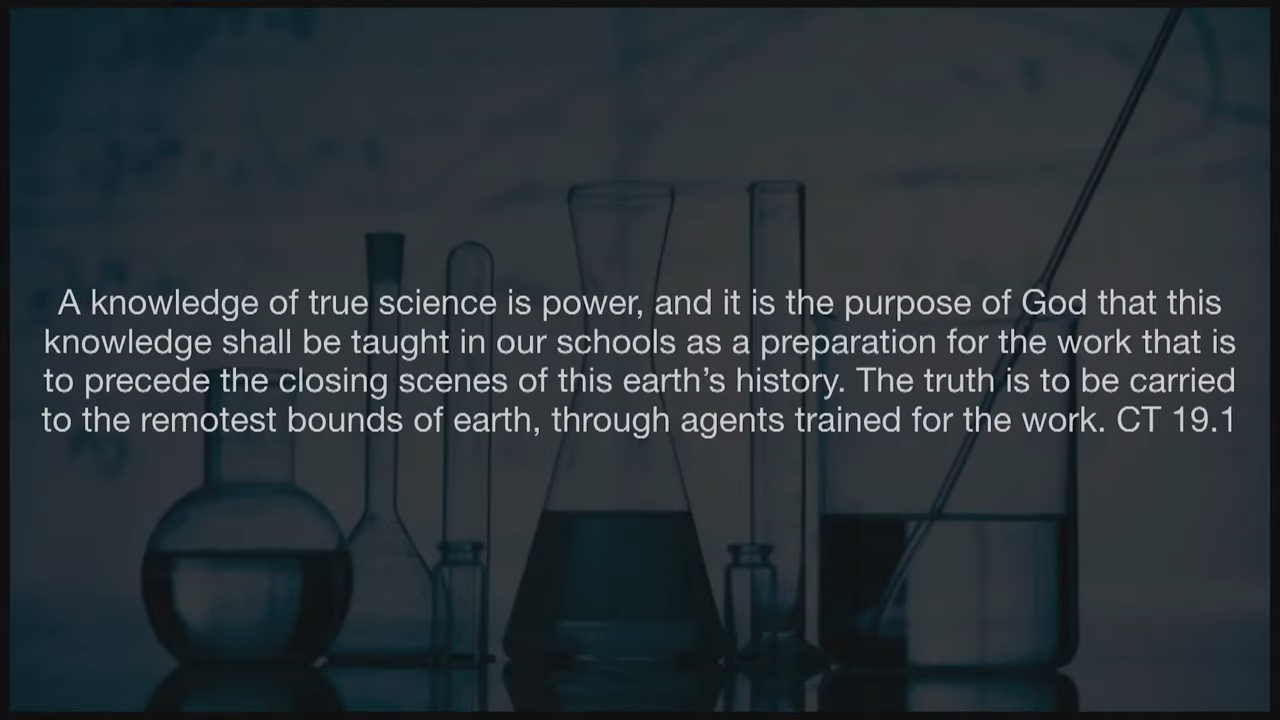 A knowledge of true science is power, and it is the purpose of God that this
knowledge shall be taught in our schools as a preparation for the work that is
to precede the closing scenes of this earth’s history. The truth is to be carried
to the remotest bounds of earth, through agents trained for the work. CT 19.1